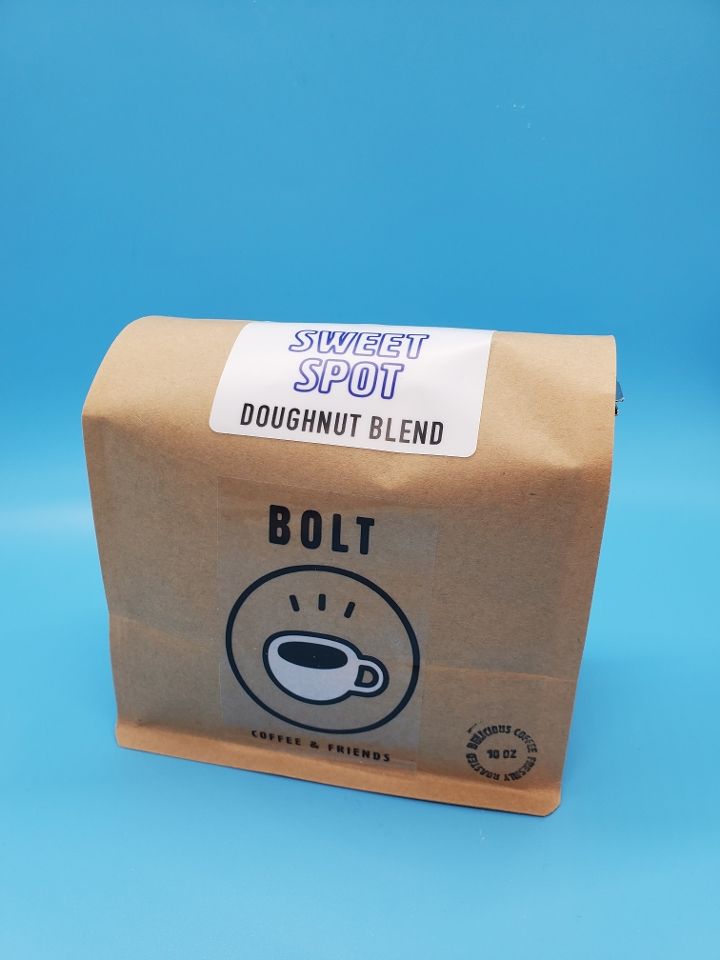 SWEET
SPOT
DOUGHNUT BLEND
BOLT
COFFEE & FRIENDS
DELICIOUS COFFEE FRESHLY ROASTED
10 OZ